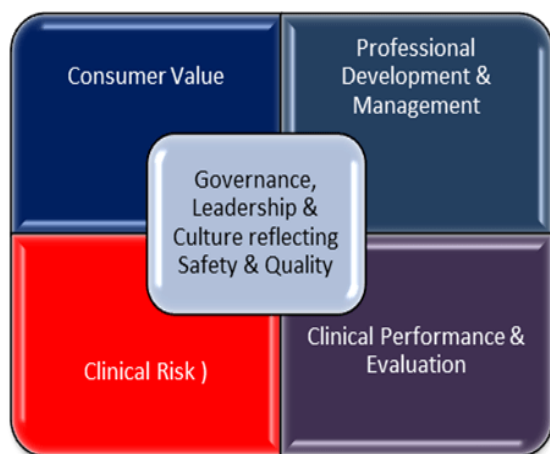 Consumer Value
Professional
Development &
Management
Governance,
Leadership &
Culture reflecting
Safety & Quality
Clinical Risk )
Clinical Performance &
Evaluation